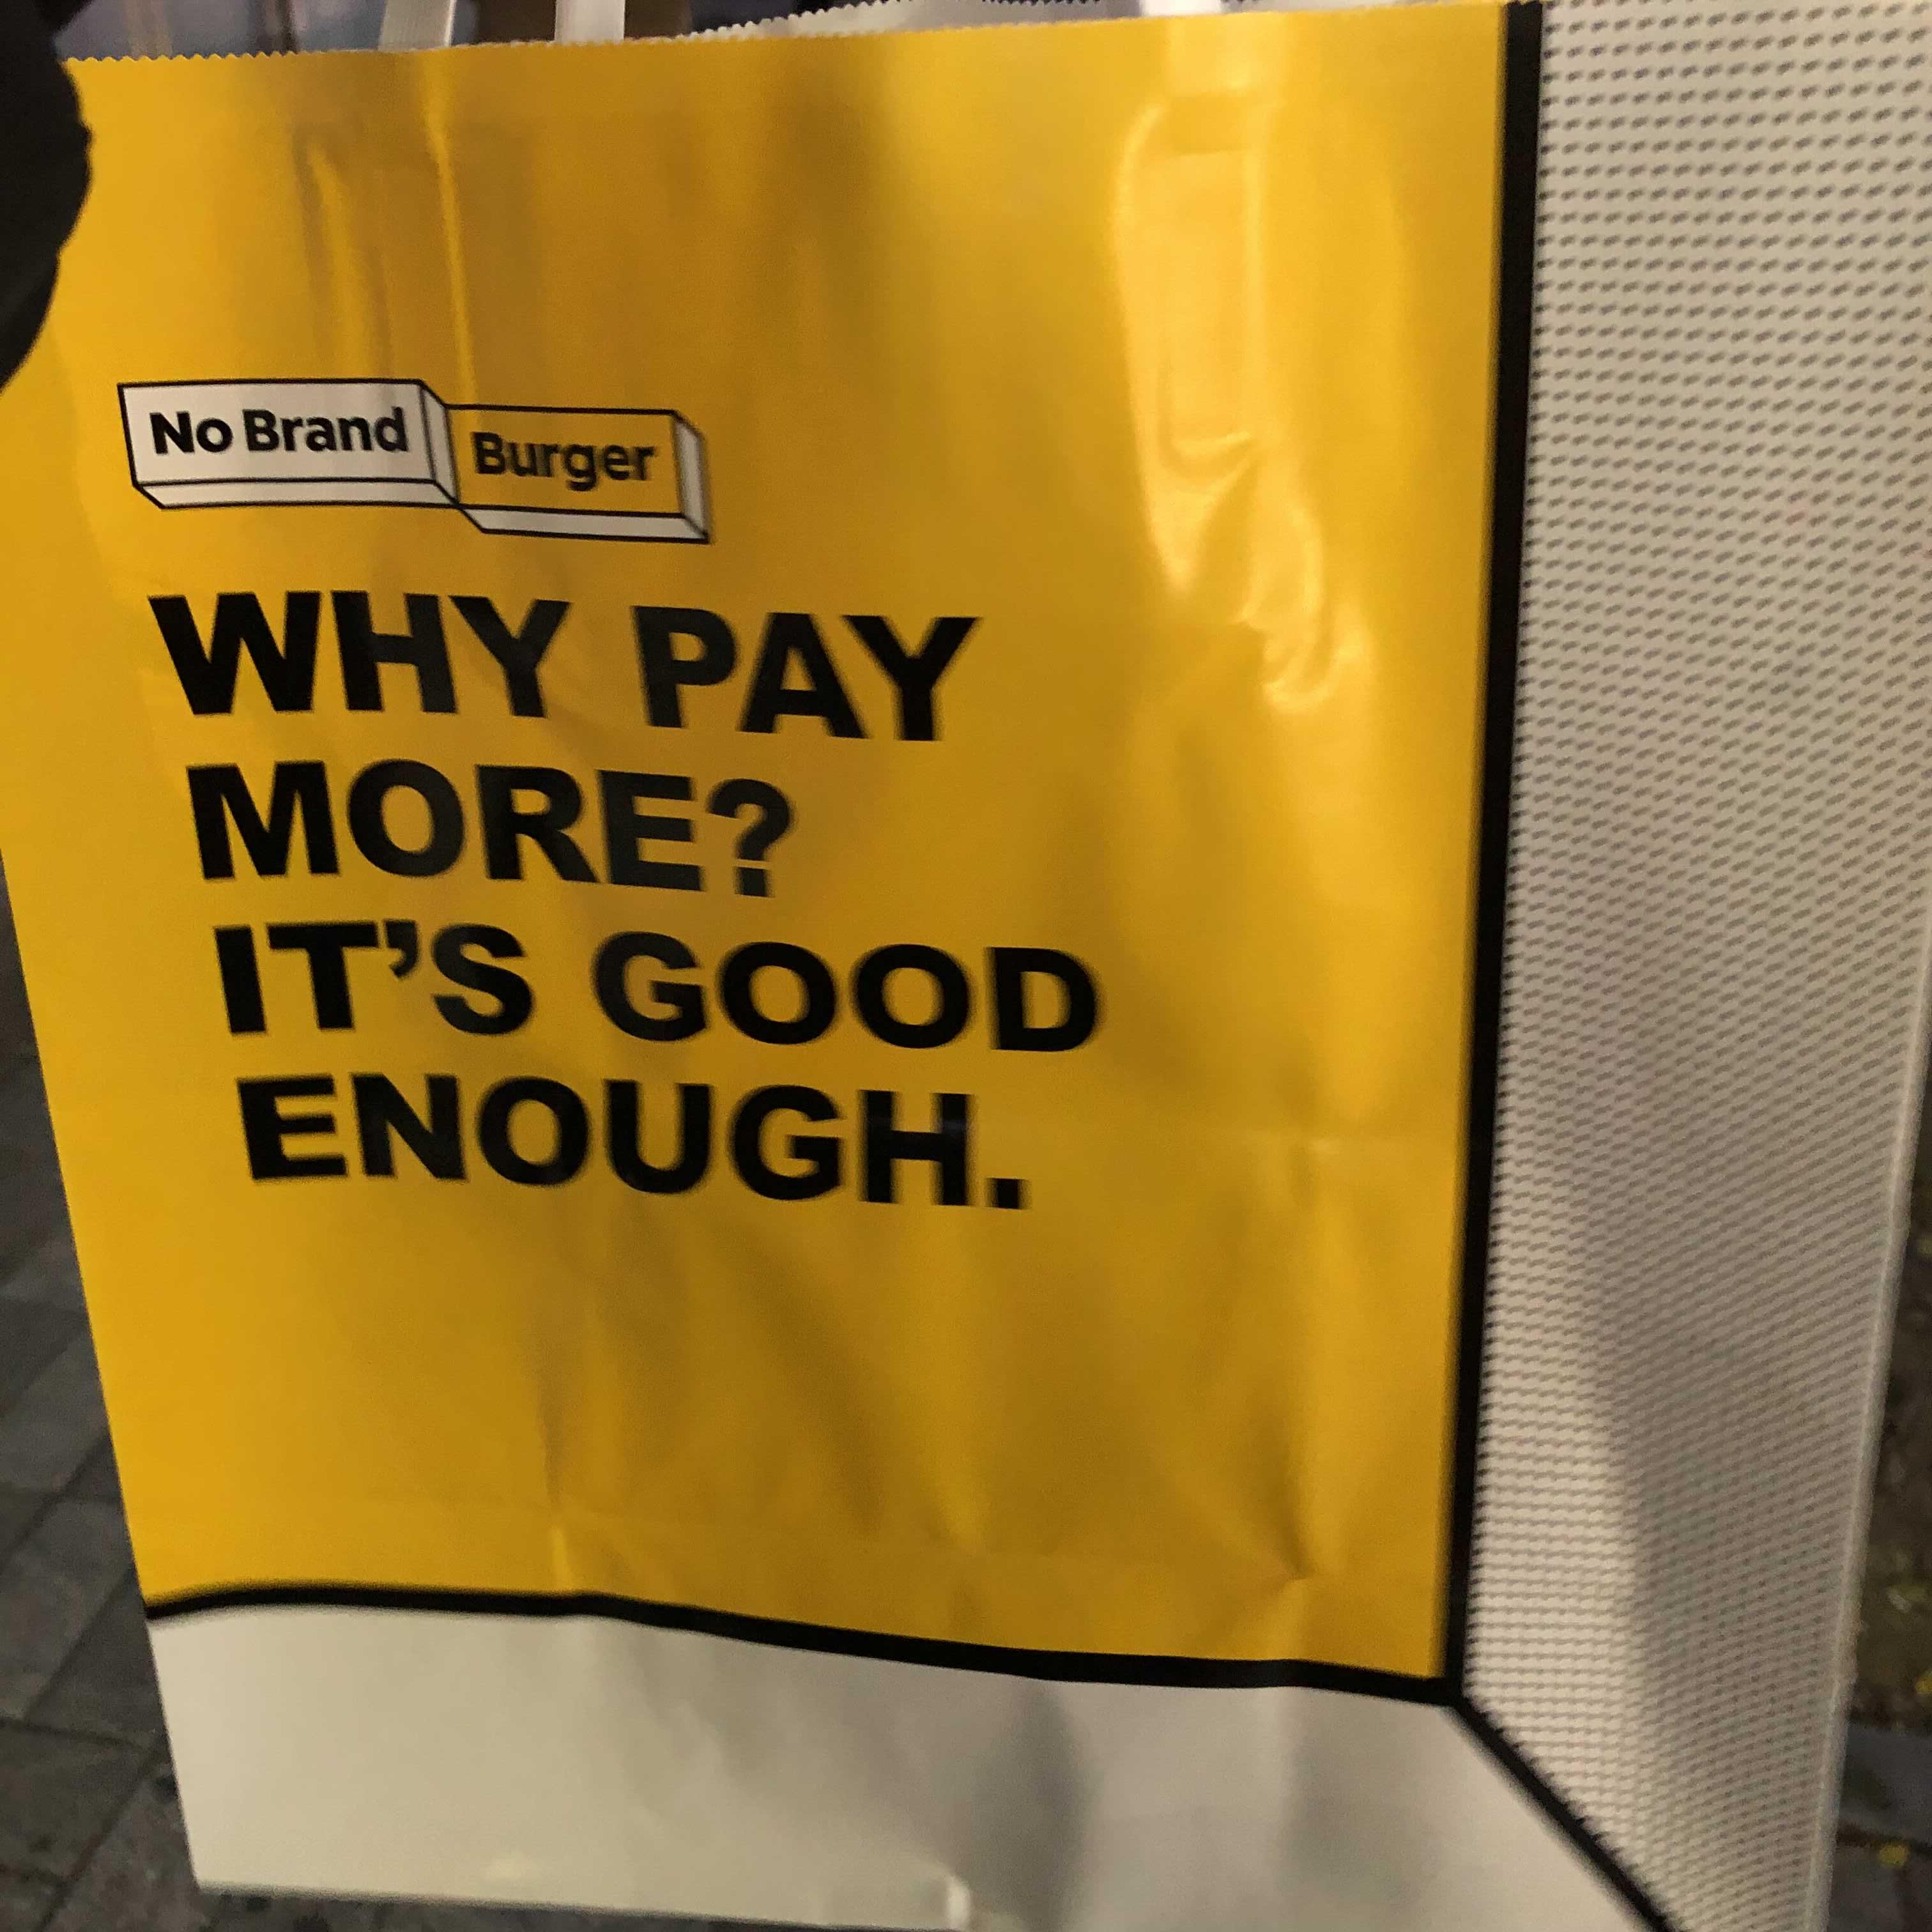 No Brand Burger
WHY PAY
MORE?
IT'S GOOD
ENOUGH.